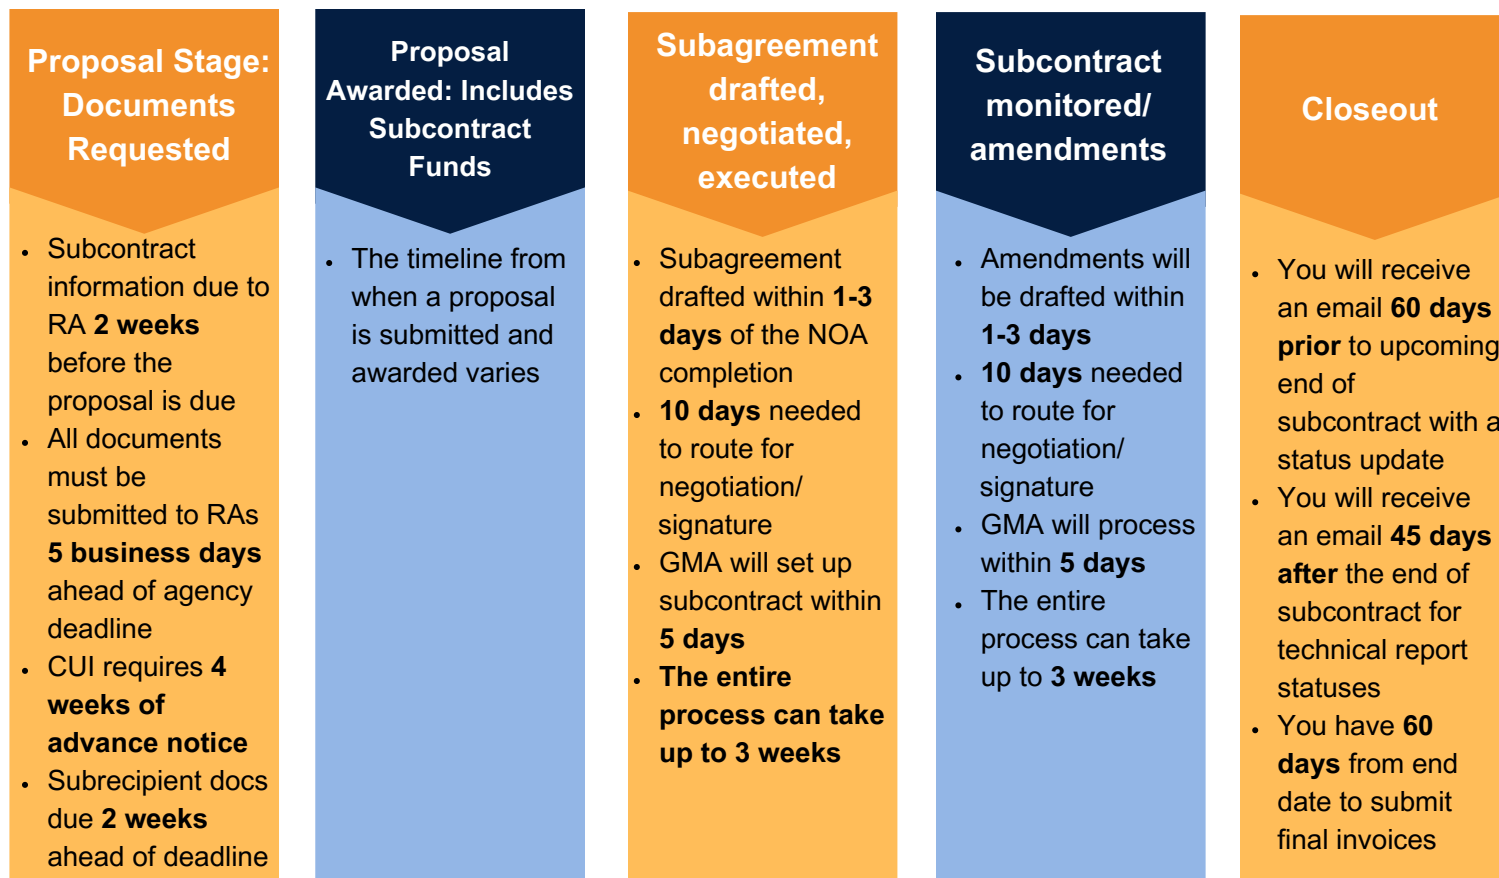 Proposal Stage:
Documents
Requested
• Subcontract
information due to
RA 2 weeks
before the
proposal is due
• All documents
must be
submitted to RAs
5 business days
ahead of agency
deadline
• CUI requires 4
weeks of
advance notice
• Subrecipient docs
due 2 weeks
ahead of deadline
Proposal
Awarded: Includes
Subcontract
Funds
• The timeline from
when a proposal
is submitted and
awarded varies
Subagreement
drafted,
negotiated,
executed
• Subagreement
drafted within 1-3
days of the NOA
completion
• 10 days needed
to route for
negotiation/
signature
• GMA will set up
subcontract within
5 days
• The entire
process can take
up to 3 weeks
Subcontract
monitored/
amendments
• Amendments will
be drafted within
1-3 days
• 10 days needed
to route for
negotiation/
signature
• GMA will process
within 5 days
• The entire
process can take
up to 3 weeks
Closeout
• You will receive
an email 60 days
prior to upcoming
end of
subcontract with a
status update
• You will receive
an email 45 days
after the end of
subcontract for
technical report
statuses
• You have 60
days from end
date to submit
final invoices